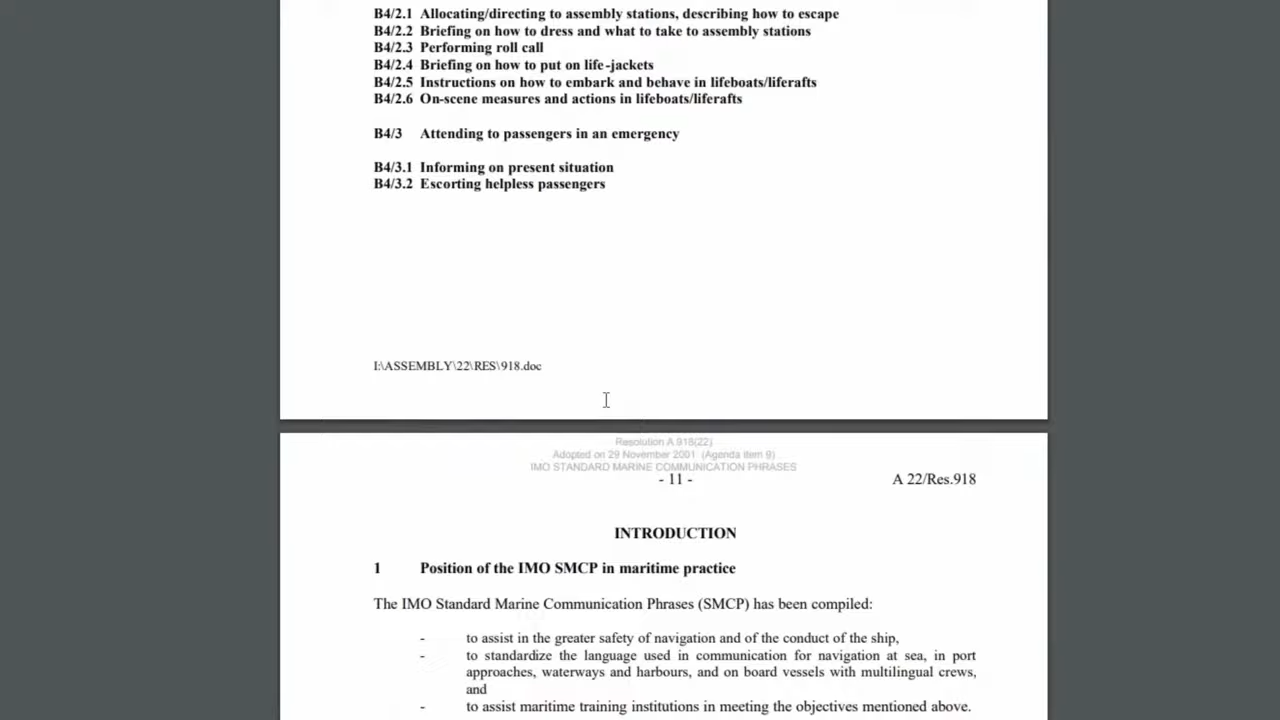 B4/2.1 Allocating/directing to assembly stations, describing how to escape
B4/2.2 Briefing on how to dress and what to take to assembly stations
B4/2.3 Performing roll call
B4/2.4 Briefing on how to put on life-jackets
B4/2.5 Instructions on how to embark and behave in lifeboats/liferafts
B4/2.6 On-scene measures and actions in lifeboats/liferafts
B4/3 Attending to passengers in an emergency
B4/3.1 Informing on present situation
B4/3.2 Escorting helpless passengers
I:\ASSEMBLY\22\RES\918.doc
Resolution A 918(22)
Adopted on 29 November 2001 (Agenda item 9)
IMO STANDARD MARINE COMMUNICATION PHRASES
- 11 - A 22/Res.918
INTRODUCTION
1 Position of the IMO SMCP in maritime practice
The IMO Standard Marine Communication Phrases (SMCP) has been compiled:
- to assist in the greater safety of navigation and of the conduct of the ship,
- to standardize the language used in communication for navigation at sea, in port
approaches, waterways and harbours, and on board vessels with multilingual crews,
and
- to assist maritime training institutions in meeting the objectives mentioned above.